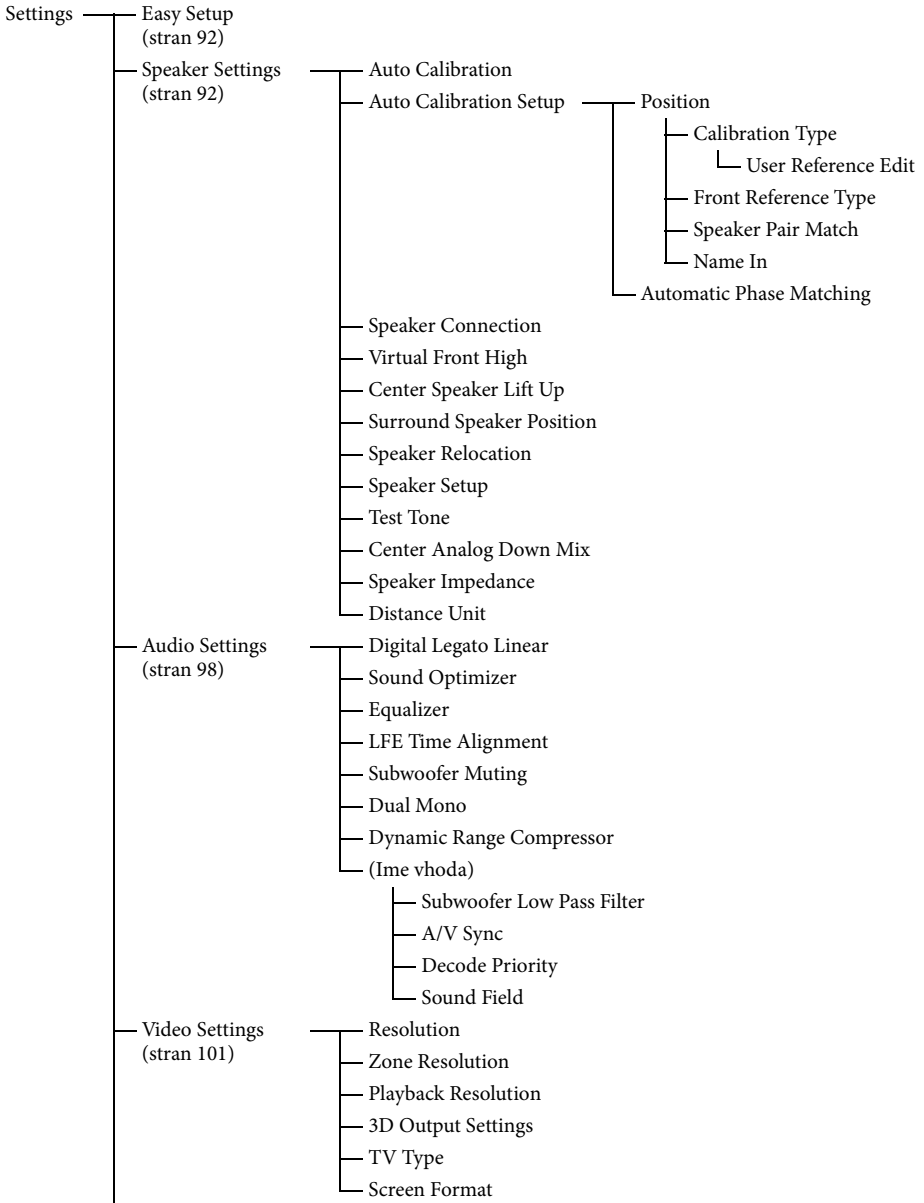 Settings
Easy Setup
(stran 92)
Speaker Settings
(stran 92)
Auto Calibration
Auto Calibration Setup
Position
Calibration Type
User Reference Edit
Front Reference Type
Speaker Pair Match
Name In
Automatic Phase Matching
Speaker Connection
Virtual Front High
Center Speaker Lift Up
Surround Speaker Position
Speaker Relocation
Speaker Setup
Test Tone
Center Analog Down Mix
Speaker Impedance
Distance Unit
Audio Settings
(stran 98)
Digital Legato Linear
Sound Optimizer
Equalizer
LFE Time Alignment
Subwoofer Muting
Dual Mono
Dynamic Range Compressor
(Ime vhoda)
Subwoofer Low Pass Filter
A/V Sync
Decode Priority
Sound Field
Video Settings
(stran 101)
Resolution
Zone Resolution
Playback Resolution
3D Output Settings
TV Type
Screen Format